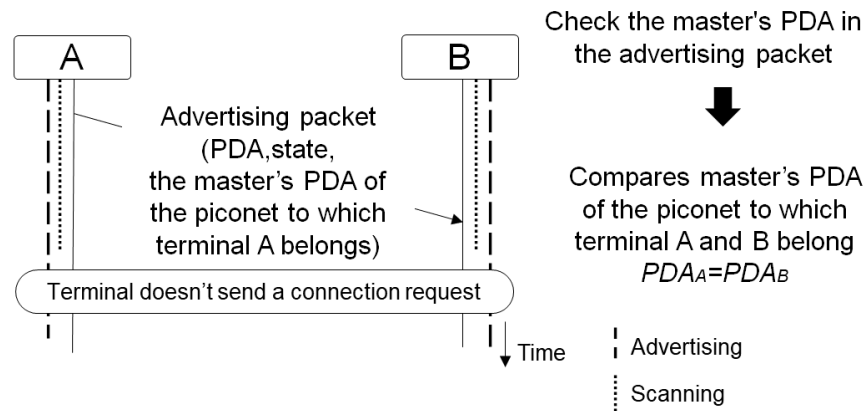 A
B
Advertising packet
(PDA,state,
the master's PDA of
the piconet to which
terminal A belongs)
Terminal doesn't send a connection request
Time
Check the master's PDA in
the advertising packet
Compares master's PDA
of the piconet to which
terminal A and B belong
PDAA=PDAB
Advertising
Scanning